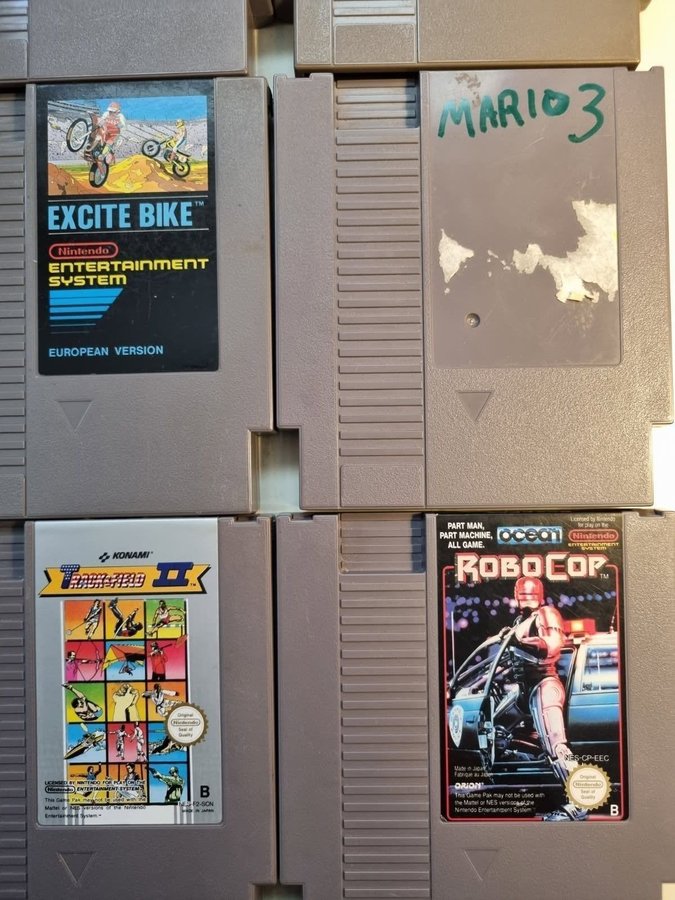 EXCITE BIKE™
Nintendo®
ENTERTAINMENT
SYSTEM
EUROPEAN VERSION
MARIO 3
KONAMI®
TRACK & FIELD II™
Original
Nintendo
Seal of
Quality
LICENSED BY NINTENDO FOR PLAY ON THE
Nintendo ENTERTAINMENT SYSTEM
This Game Pak may not be used with the
Mattel or NES versions of the Nintendo
Entertainment System.
B
MADE IN JAPAN
PART MAN,
PART MACHINE,
ALL GAME.
ocean
Licensed by Nintendo
for play on the
Nintendo
ENTERTAINMENT
SYSTEM
ROBOCOP™
NES-CP-EEC
Made in Japan
Fabriqué au Japon
ORION®
This Game Pak may not be used with
the Mattel or NES versions of the
Nintendo Entertainment System.
Original
Nintendo
Seal of
Quality
B